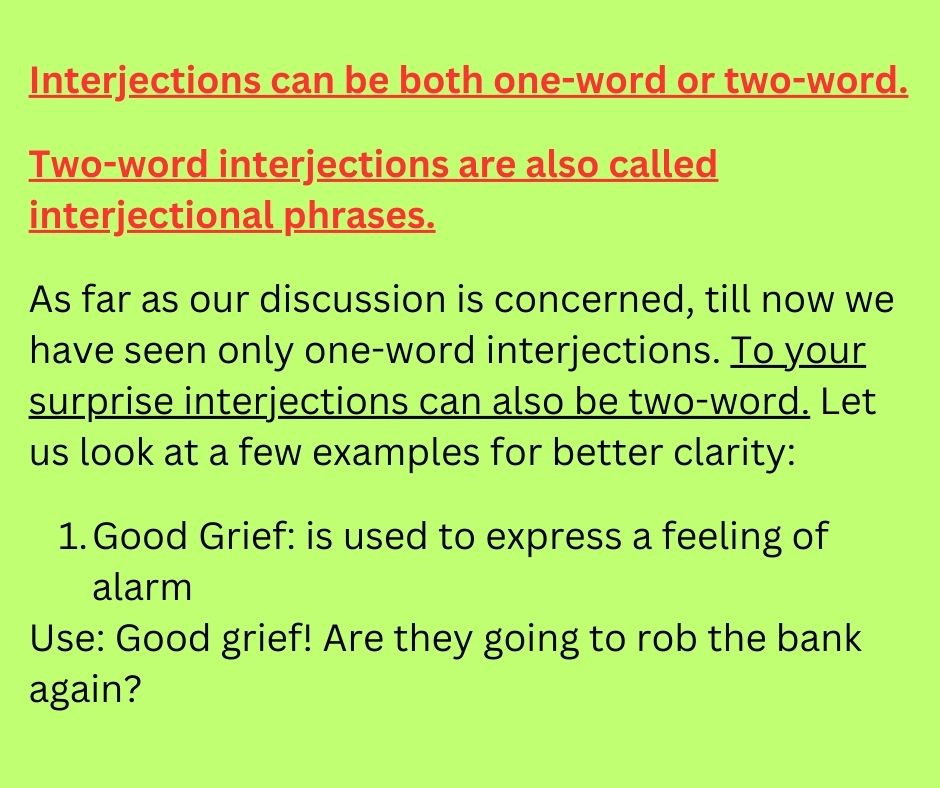 Interjections can be both one-word or two-word.
Two-word interjections are also called
interjectional phrases.
As far as our discussion is concerned, till now we
have seen only one-word interjections. To your
surprise interjections can also be two-word. Let
us look at a few examples for better clarity:
1. Good Grief: is used to express a feeling of
alarm
Use: Good grief! Are they going to rob the bank
again?